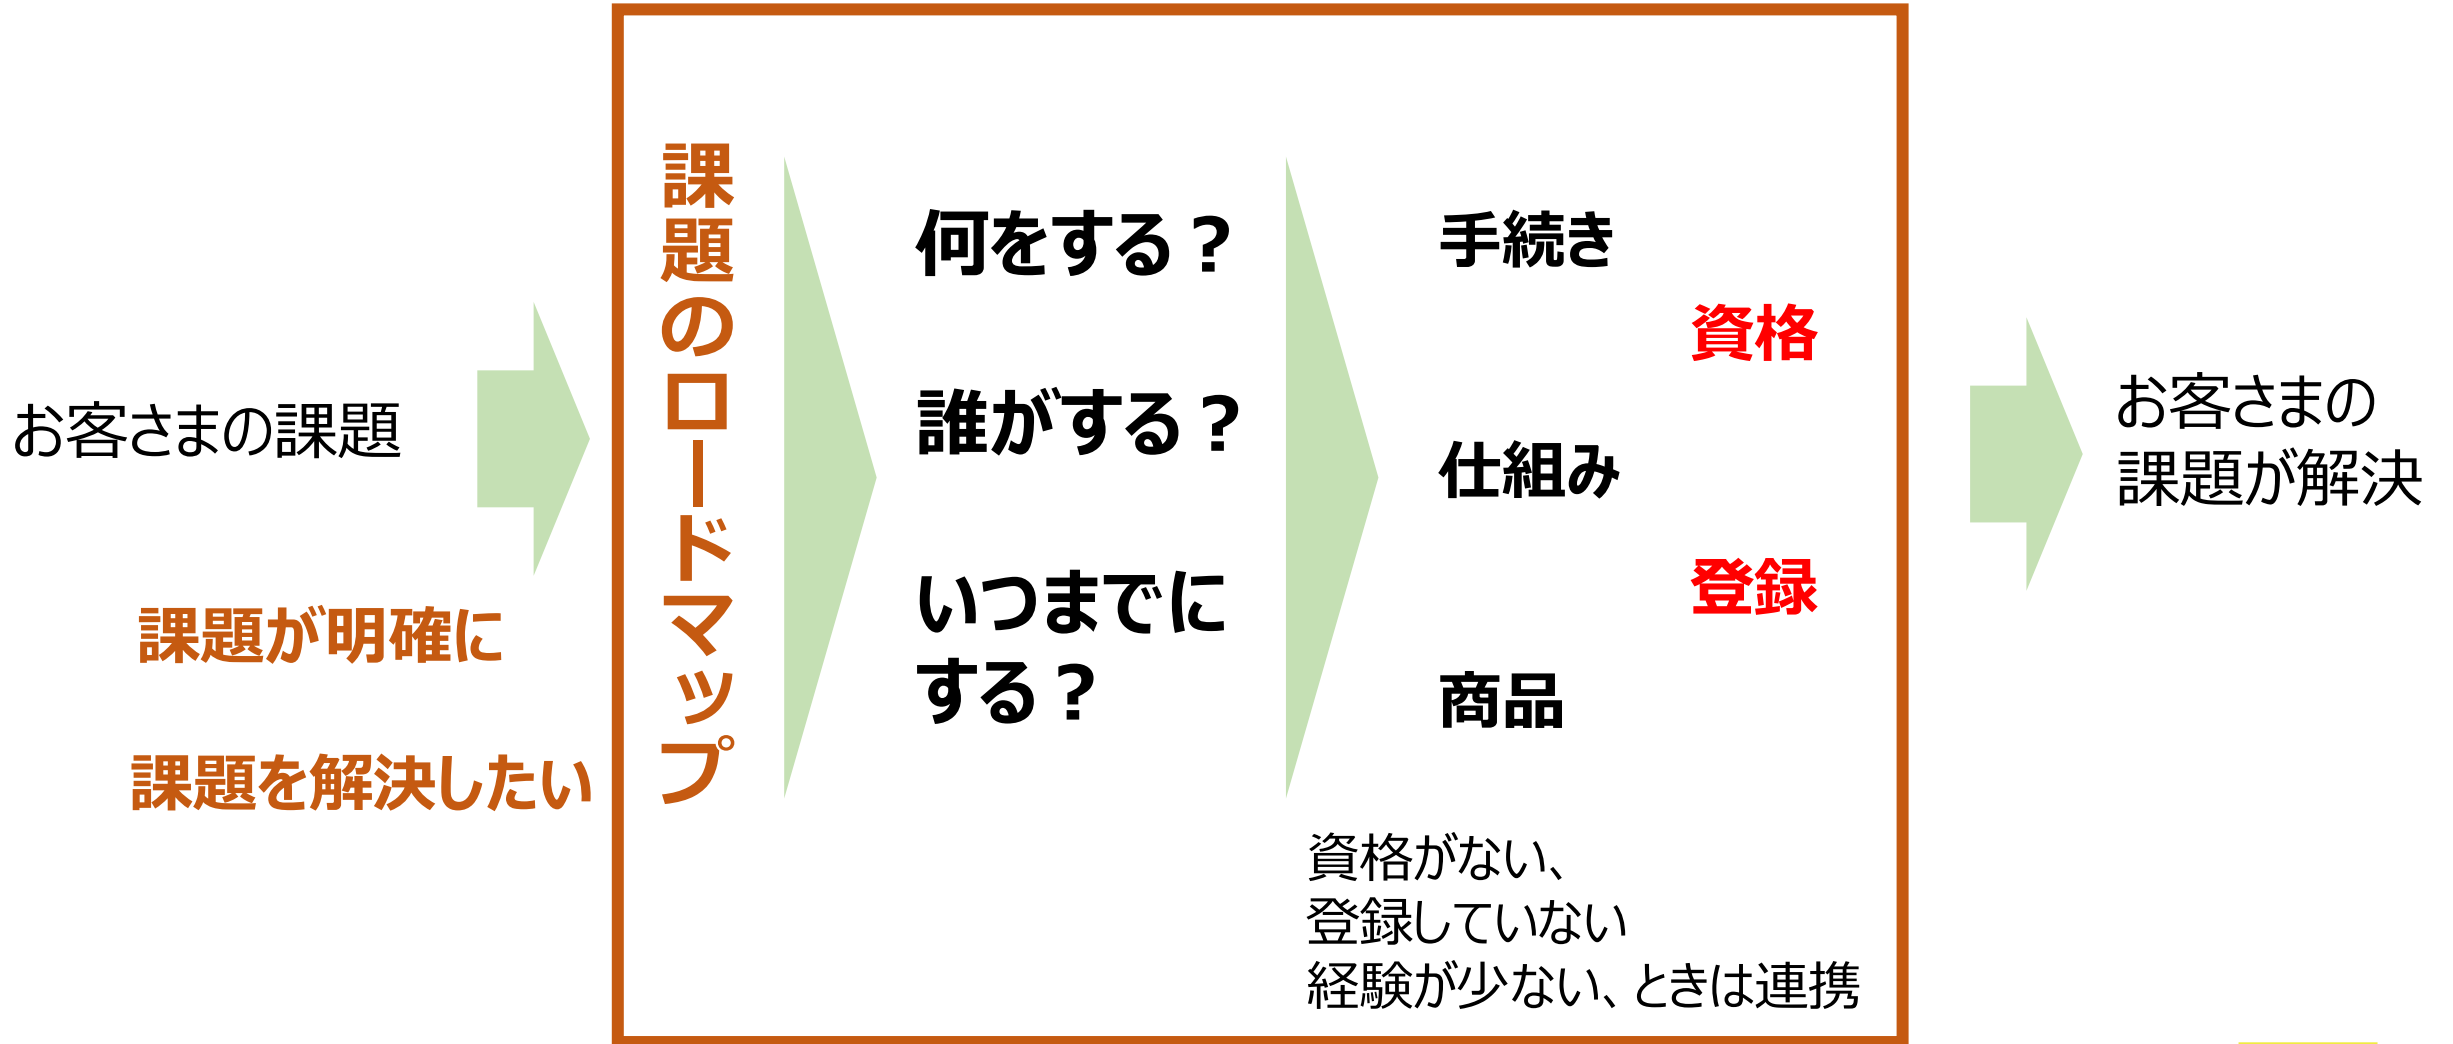 お客さまの課題
課題が明確に
課題を解決したい
課題のロードマップ
何をする？
誰がする？
いつまでに
する？
手続き
資格
仕組み
登録
商品
資格がない、
登録していない
経験が少ない、ときは連携
お客さまの
課題が解決